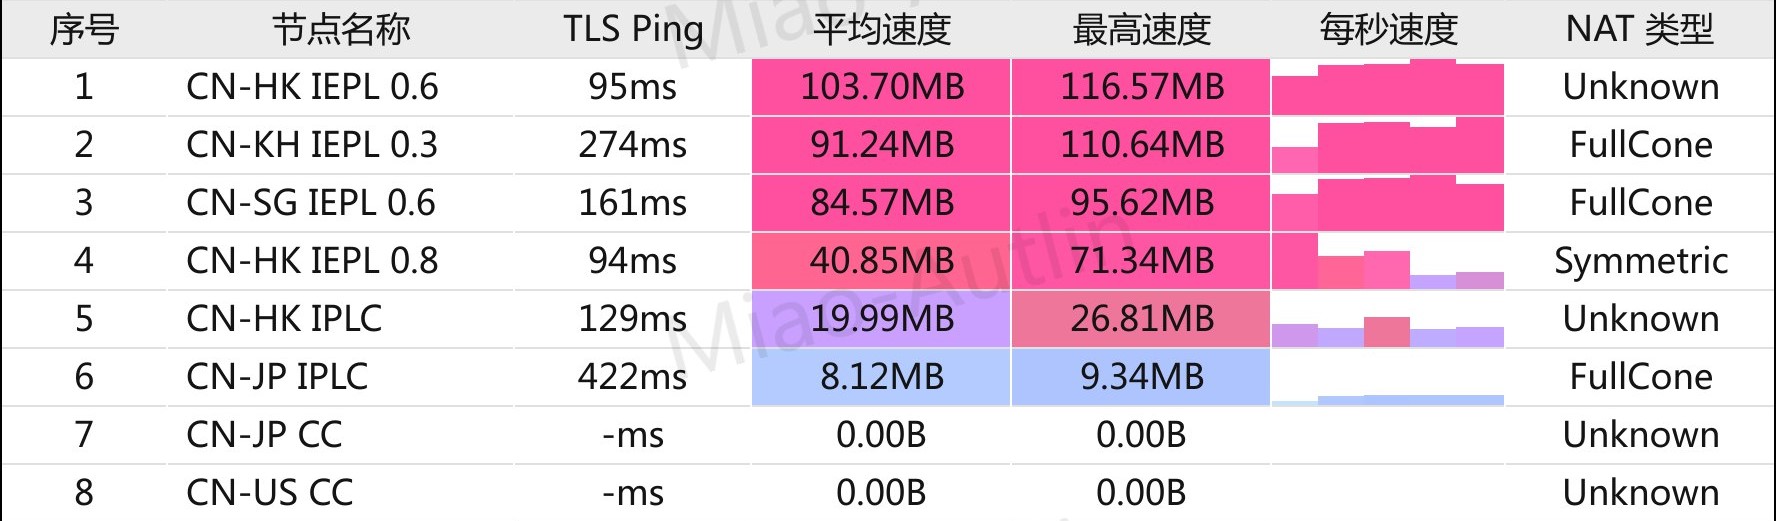 序号 节点名称 TLS Ping 平均速度 最高速度 每秒速度 NAT 类型
1 CN-HK IEPL 0.6 95ms 103.70MB 116.57MB Unknown
2 CN-KH IEPL 0.3 274ms 91.24MB 110.64MB FullCone
3 CN-SG IEPL 0.6 161ms 84.57MB 95.62MB FullCone
4 CN-HK IEPL 0.8 94ms 40.85MB 71.34MB Symmetric
5 CN-HK IPLC 129ms 19.99MB 26.81MB Unknown
6 CN-JP IPLC 422ms 8.12MB 9.34MB FullCone
7 CN-JP CC -ms 0.00B 0.00B Unknown
8 CN-US CC -ms 0.00B 0.00B Unknown
Miao-Autlin